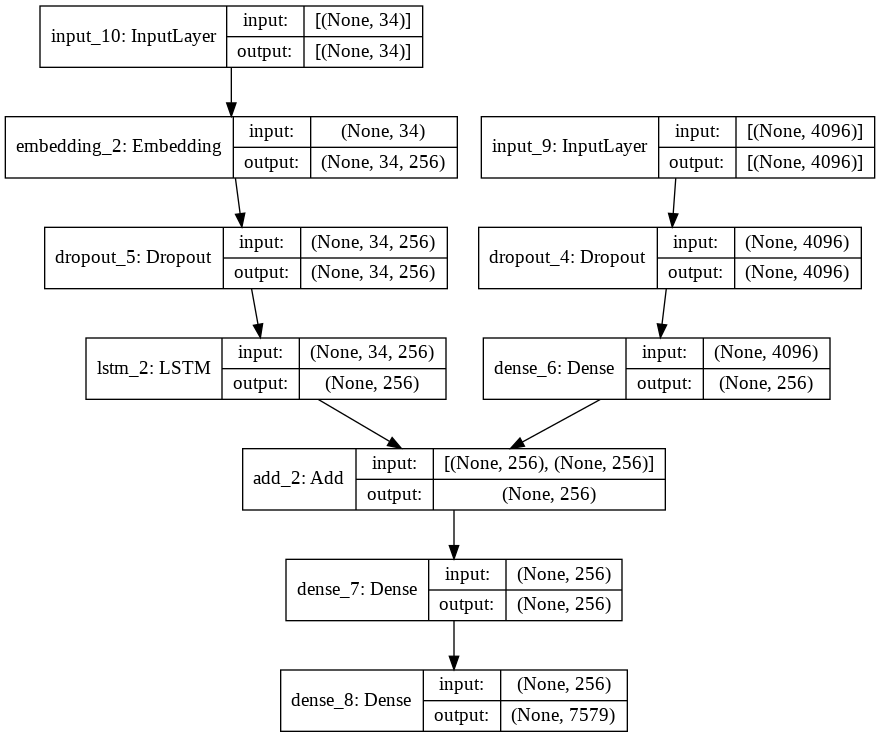 input_10: InputLayer
input:
[(None, 34)]
output:
[(None, 34)]
embedding_2: Embedding
input:
(None, 34)
output:
(None, 34, 256)
input_9: InputLayer
input:
[(None, 4096)]
output:
[(None, 4096)]
dropout_5: Dropout
input:
(None, 34, 256)
output:
(None, 34, 256)
dropout_4: Dropout
input:
(None, 4096)
output:
(None, 4096)
lstm_2: LSTM
input:
(None, 34, 256)
output:
(None, 256)
dense_6: Dense
input:
(None, 4096)
output:
(None, 256)
add_2: Add
input:
[(None, 256), (None, 256)]
output:
(None, 256)
dense_7: Dense
input:
(None, 256)
output:
(None, 256)
dense_8: Dense
input:
(None, 256)
output:
(None, 7579)